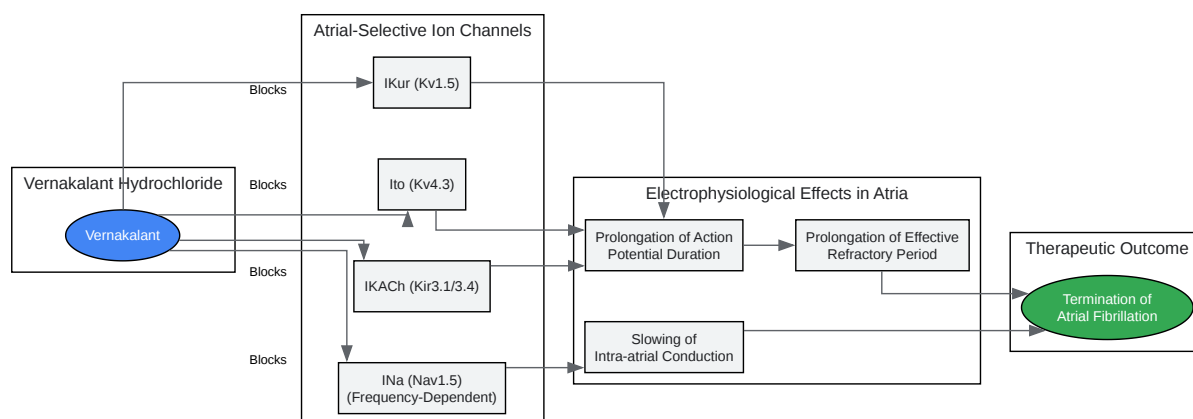 Atrial-Selective Ion Channels
IKur (Kv1.5)
Blocks
Blocks
Ito (Kv4.3)
Vernakalant Hydrochloride
Vernakalant
Blocks
IKACh (Kir3.1/3.4)
Blocks
INa (Nav1.5)
(Frequency-Dependent)
Electrophysiological Effects in Atria
Prolongation of Action
Potential Duration
Prolongation of Effective
Refractory Period
Slowing of
Intra-atrial Conduction
Therapeutic Outcome
Termination of
Atrial Fibrillation